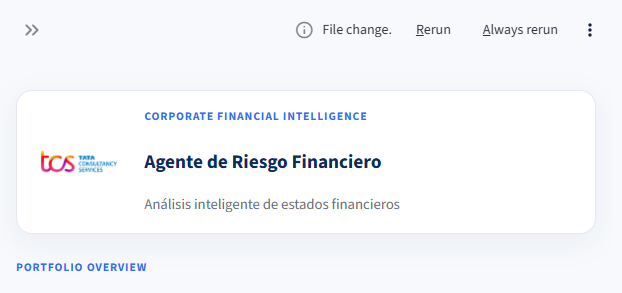 File change.
Rerun
Always rerun
CORPORATE FINANCIAL INTELLIGENCE
tcs TATA
CONSULTANCY
SERVICES
Agente de Riesgo Financiero
Análisis inteligente de estados financieros
PORTFOLIO OVERVIEW